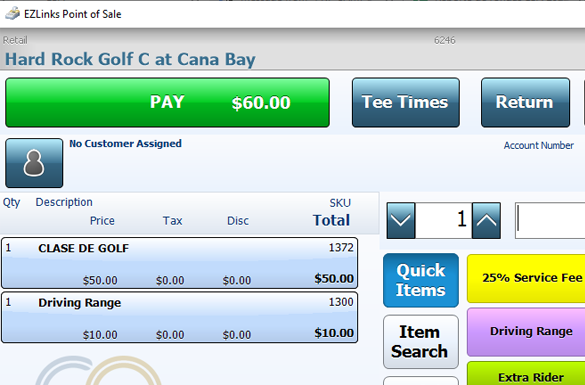 EZLinks Point of Sale
Retail 6246
Hard Rock Golf C at Cana Bay
PAY $60.00 Tee Times Return
No Customer Assigned Account Number
Qty Description SKU
Price Tax Disc Total
1
1 CLASE DE GOLF 1372
$50.00 $0.00 $0.00 $50.00
1 Driving Range 1300
$10.00 $0.00 $0.00 $10.00
Quick
Items
25% Service Fee
Item
Search
Driving Range
Extra Rider